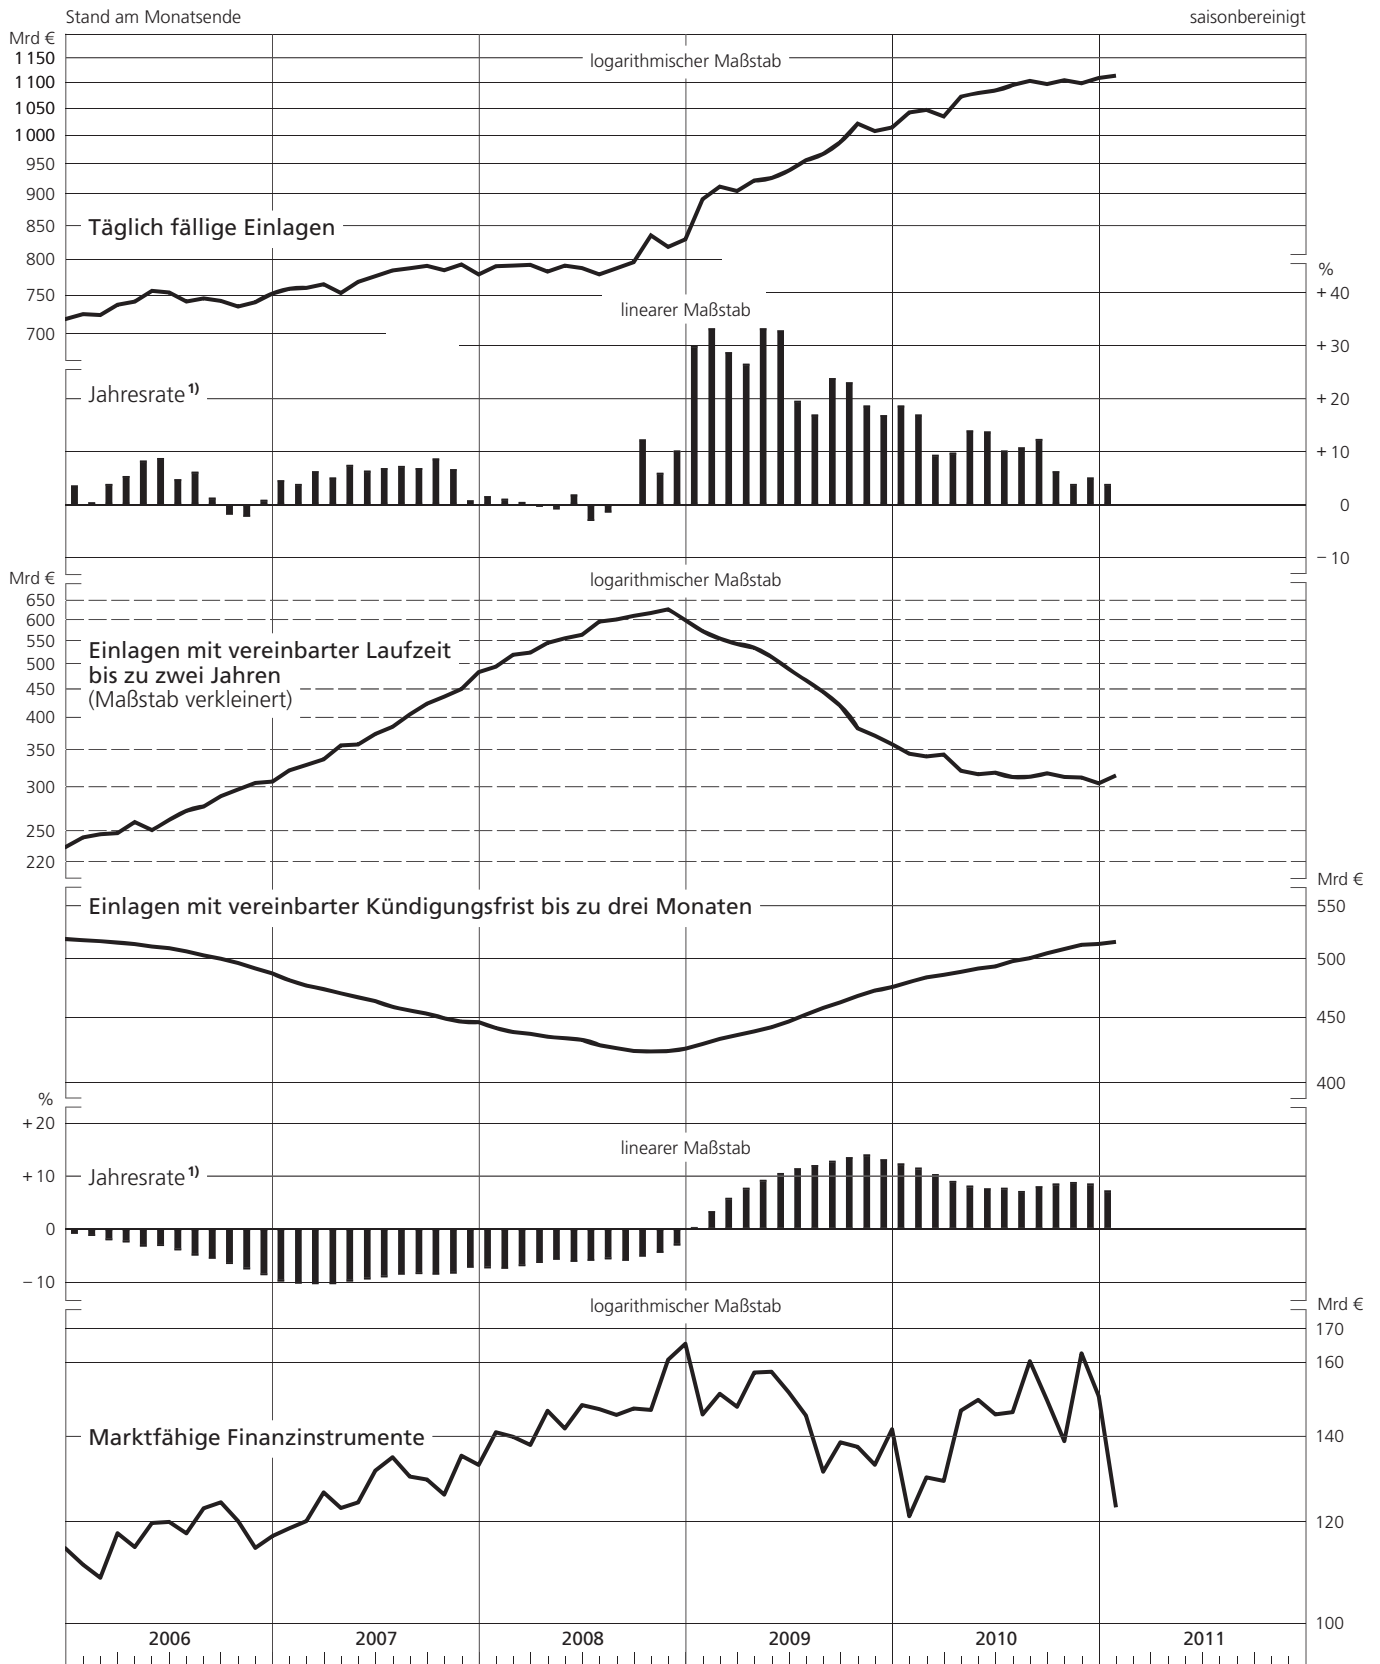 Stand am Monatsende
saisonbereinigt
Mrd €
1 150
logarithmischer Maßstab
1 100
1 050
1 000
950
900
850
Täglich fällige Einlagen
800
%
750
+ 40
linearer Maßstab
700
+ 30
Jahresrate 1)
+ 20
+ 10
0
– 10
Mrd €
logarithmischer Maßstab
650
600
550
Einlagen mit vereinbarter Laufzeit
bis zu zwei Jahren
(Maßstab verkleinert)
500
450
400
350
300
250
220
Mrd €
Einlagen mit vereinbarter Kündigungsfrist bis zu drei Monaten
550
500
450
400
%
+ 20
linearer Maßstab
+ 10
Jahresrate 1)
0
– 10
logarithmischer Maßstab
Mrd €
170
160
Marktfähige Finanzinstrumente
140
120
100
2006 2007 2008 2009 2010 2011